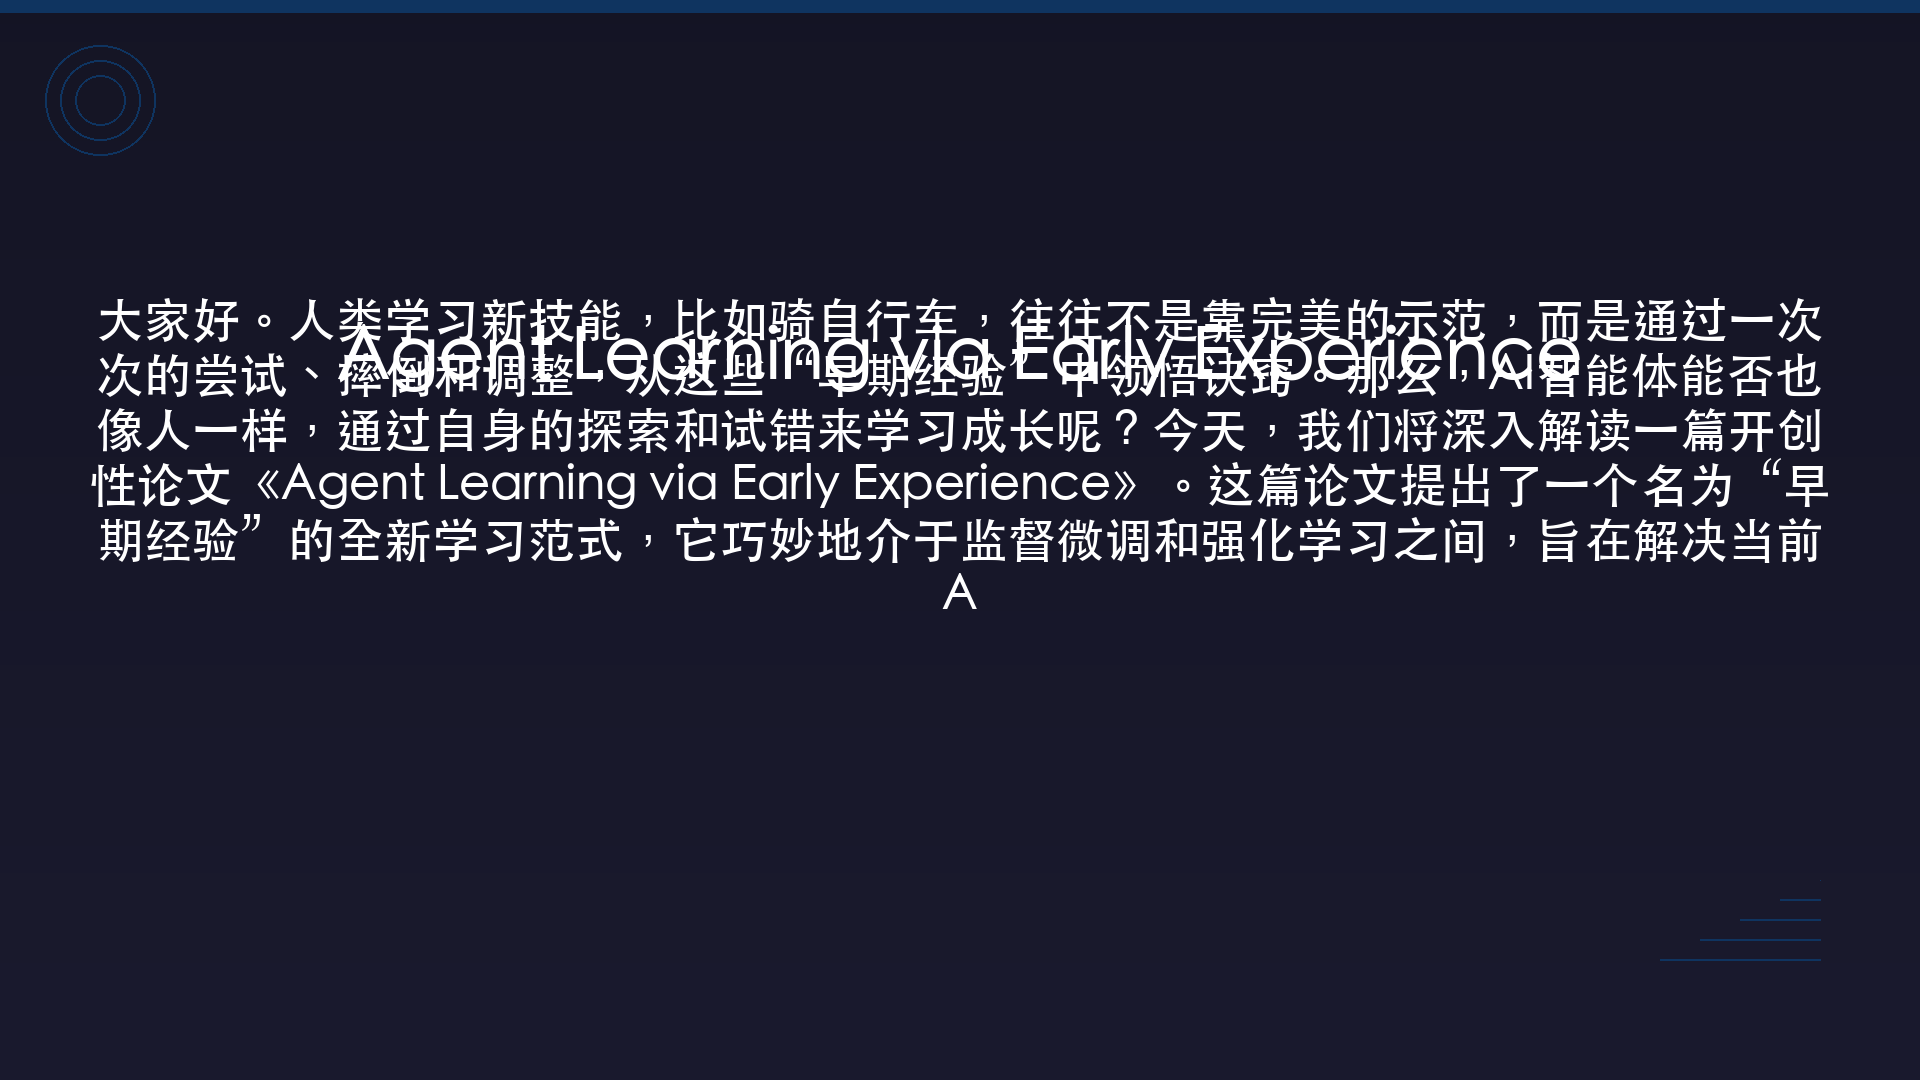 大家好。人类学习新技能，比如骑自行车，往往不是靠完美的示范，而是通过一次
Agent Learning via Early Experience
次的尝试、摔倒和调整，从这些“早期经验”中领悟诀窍。那么，AI智能体能否也
像人一样，通过自身的探索和试错来学习成长呢？今天，我们将深入解读一篇开创
性论文《Agent Learning via Early Experience》。这篇论文提出了一个名为“早
期经验”的全新学习范式，它巧妙地介于监督微调和强化学习之间，旨在解决当前
A